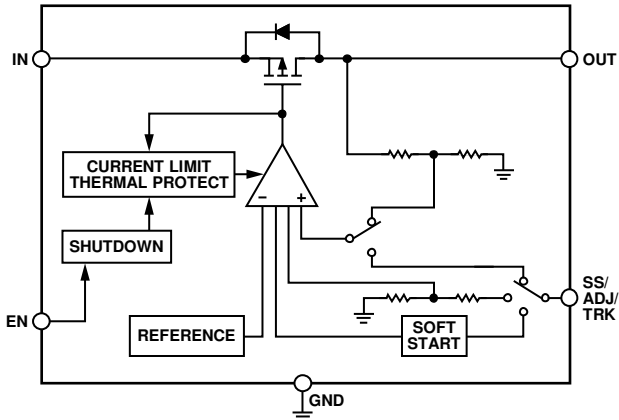 IN
OUT
CURRENT LIMIT
THERMAL PROTECT
−
+
SHUTDOWN
SS/
ADJ/
TRK
EN
REFERENCE
SOFT
START
GND